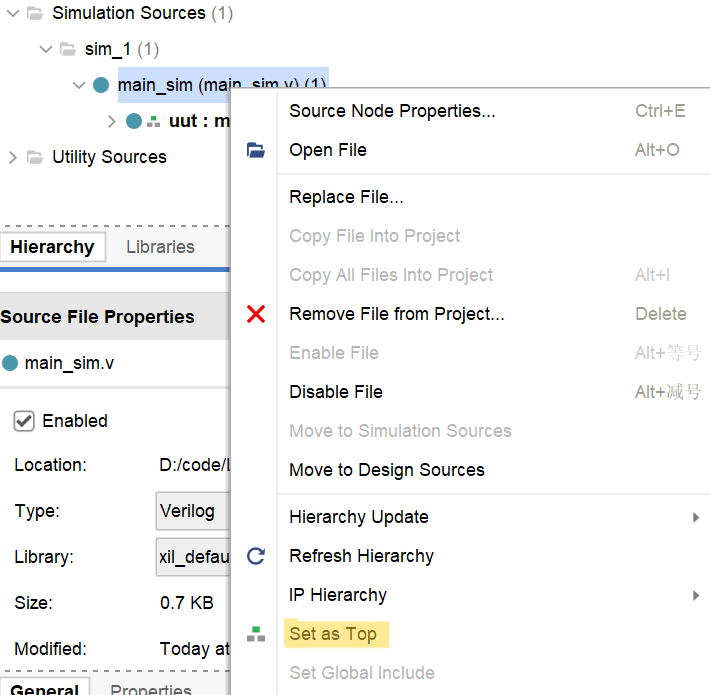 Simulation Sources (1)
sim_1 (1)
main_sim (main_sim.v) (1)
uut : m
Utility Sources
Hierarchy Libraries
Source File Properties
main_sim.v
Enabled
Location: D:/code/
Type: Verilog
Library: xil_defau
Size: 0.7 KB
Modified: Today at
General Properties
Source Node Properties... Ctrl+E
Open File Alt+O
Replace File...
Copy File Into Project
Copy All Files Into Project Alt+I
Remove File from Project... Delete
Enable File Alt+等号
Disable File Alt+减号
Move to Simulation Sources
Move to Design Sources
Hierarchy Update
Refresh Hierarchy
IP Hierarchy
Set as Top
Set Global Include